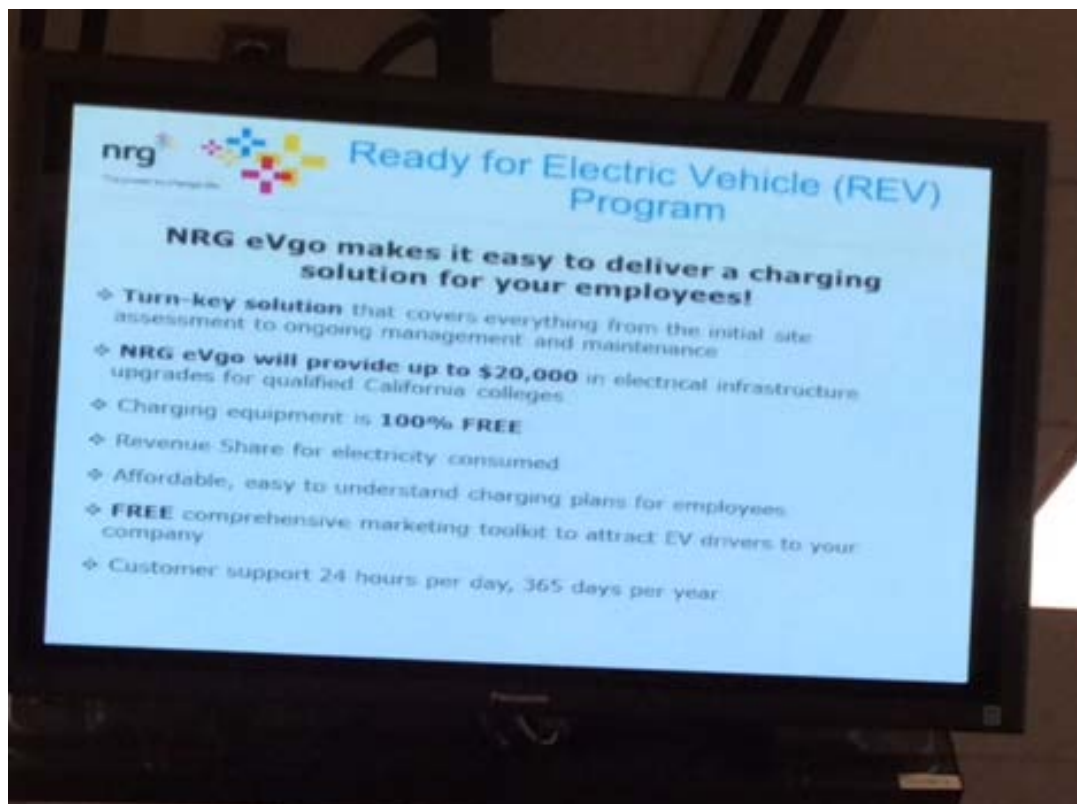 nrg
Ready for Electric Vehicle (REV)
Program
NRG eVgo makes it easy to deliver a charging
solution for your employees!
❖ Turn-key solution that covers everything from the initial site
assessment to ongoing management and maintenance
❖ NRG eVgo will provide up to $20,000 in electrical infrastructure
upgrades for qualified California colleges
❖ Charging equipment is 100% FREE
❖ Revenue Share for electricity consumed
❖ Affordable, easy to understand charging plans for employees
❖ FREE comprehensive marketing toolkit to attract EV drivers to your
company
❖ Customer support 24 hours per day, 365 days per year
Panasonic